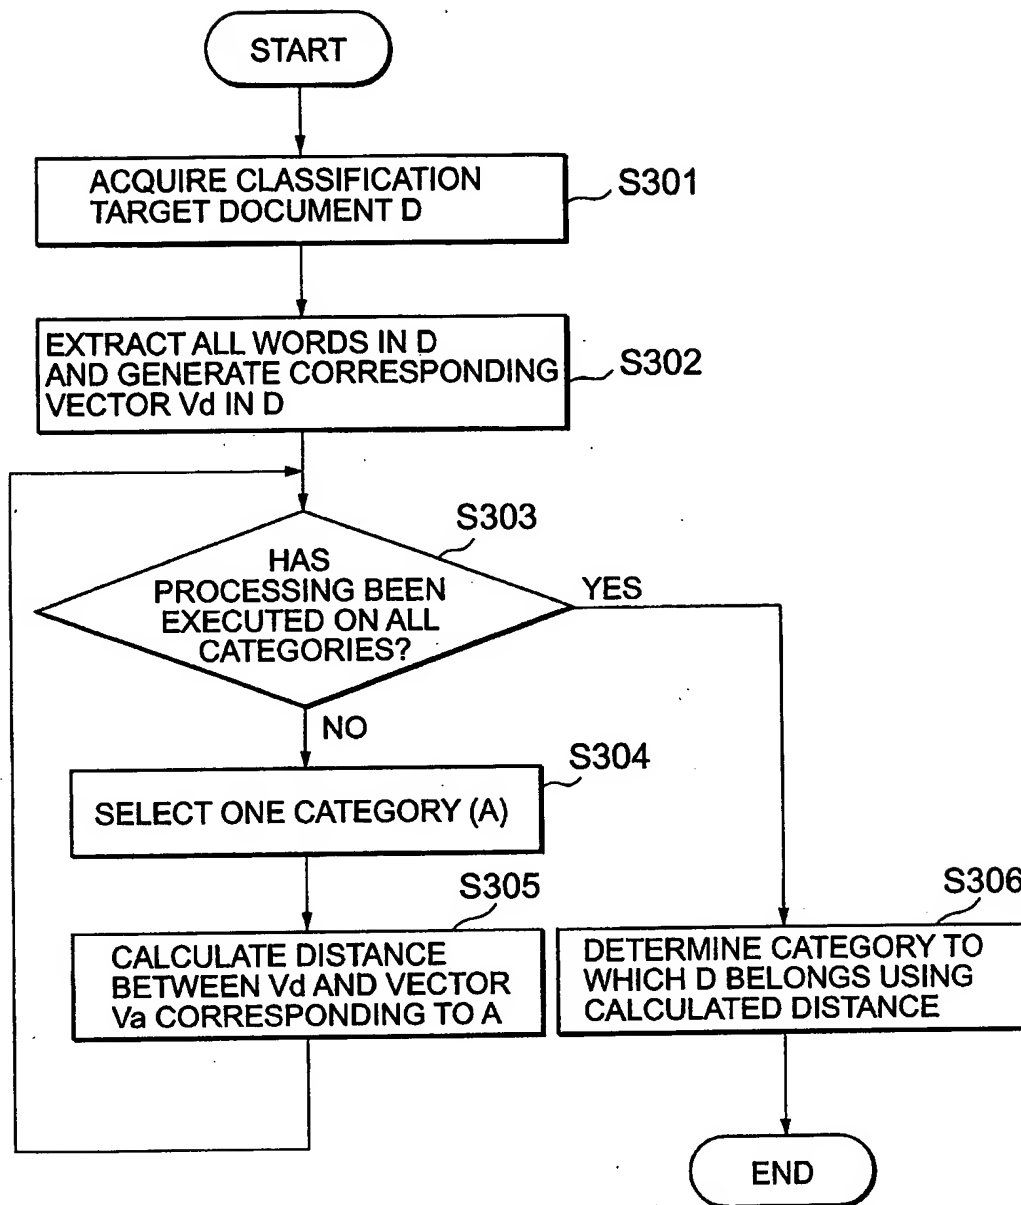 START
ACQUIRE CLASSIFICATION
TARGET DOCUMENT D
S301
EXTRACT ALL WORDS IN D
AND GENERATE CORRESPONDING
VECTOR Vd IN D
S302
S303
HAS
PROCESSING BEEN
EXECUTED ON ALL
CATEGORIES?
YES
NO
S304
SELECT ONE CATEGORY (A)
S305
CALCULATE DISTANCE
BETWEEN Vd AND VECTOR
Va CORRESPONDING TO A
S306
DETERMINE CATEGORY TO
WHICH D BELONGS USING
CALCULATED DISTANCE
END